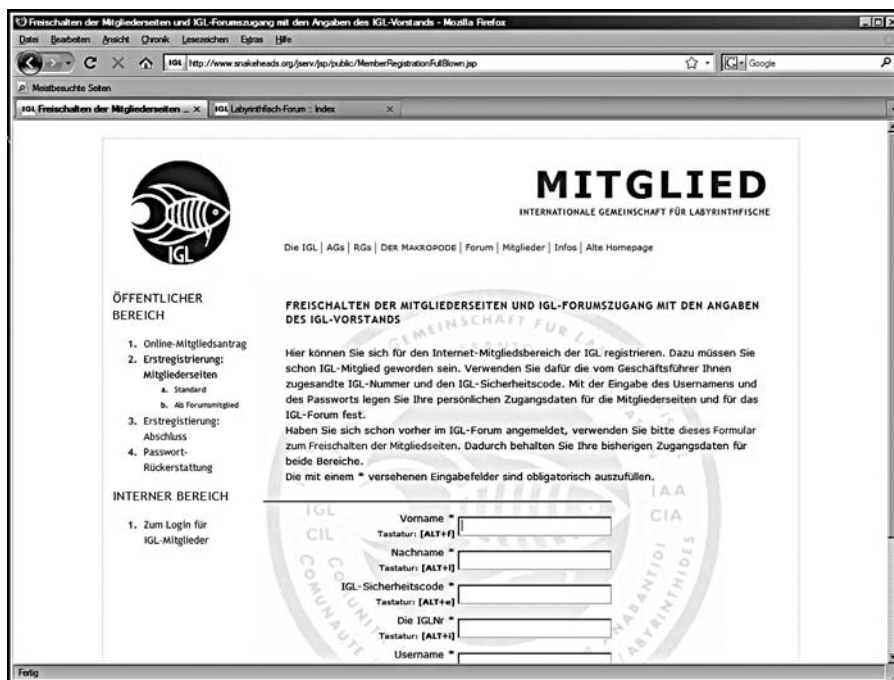 Freischalten der Mitgliederseiten und IGL-Forumszugang mit den Angaben des IGL-Vorstands - Mozilla Firefox
Datei Bearbeiten Ansicht Chronik Lesezeichen Extras Hilfe
http://www.snakeheads.org/jserv/jsp/public/MemberRegistrationFullBlown.jsp
Google
Meistbesuchte Seiten
IGL Freischalten der Mitgliederseiten ...
IGL Labyrinthfisch-Forum :: Index
IGL
MITGLIED
INTERNATIONALE GEMEINSCHAFT FÜR LABYRINTHFISCHE
Die IGL | AGs | RGs | DER MAKROPODE | Forum | Mitglieder | Infos | Alte Homepage
ÖFFENTLICHER
BEREICH
1. Online-Mitgliedsantrag
2. Erstregistrierung:
Mitgliederseiten
a. Standard
b. Als Forumsmitglied
3. Erstregistierung:
Abschluss
4. Passwort-
Rückerstattung
INTERNER BEREICH
1. Zum Login für
IGL-Mitglieder
FREISCHALTEN DER MITGLIEDERSEITEN UND IGL-FORUMSZUGANG MIT DEN ANGABEN
DES IGL-VORSTANDS
Hier können Sie sich für den Internet-Mitgliedsbereich der IGL registrieren. Dazu müssen Sie
schon IGL-Mitglied geworden sein. Verwenden Sie dafür die vom Geschäftsführer Ihnen
zugesandte IGL-Nummer und den IGL-Sicherheitscode. Mit der Eingabe des Usernamens und
des Passworts legen Sie Ihre persönlichen Zugangsdaten für die Mitgliederseiten und für das
IGL-Forum fest.
Haben Sie sich schon vorher im IGL-Forum angemeldet, verwenden Sie bitte dieses Formular
zum Freischalten der Mitgliedseiten. Dadurch behalten Sie Ihre bisherigen Zugangsdaten für
beide Bereiche.
Die mit einem * versehenen Eingabefelder sind obligatorisch auszufüllen.
Vorname *
Tastatur: [ALT+f]
Nachname *
Tastatur: [ALT+l]
IGL-Sicherheitscode *
Tastatur: [ALT+e]
Die IGLNr *
Tastatur: [ALT+i]
Username *
GEMEINSCHAFT FÜR
IGL
CIL
IAA
CIA
COMUNAUTE
LABYRINTHIDES
Fertig